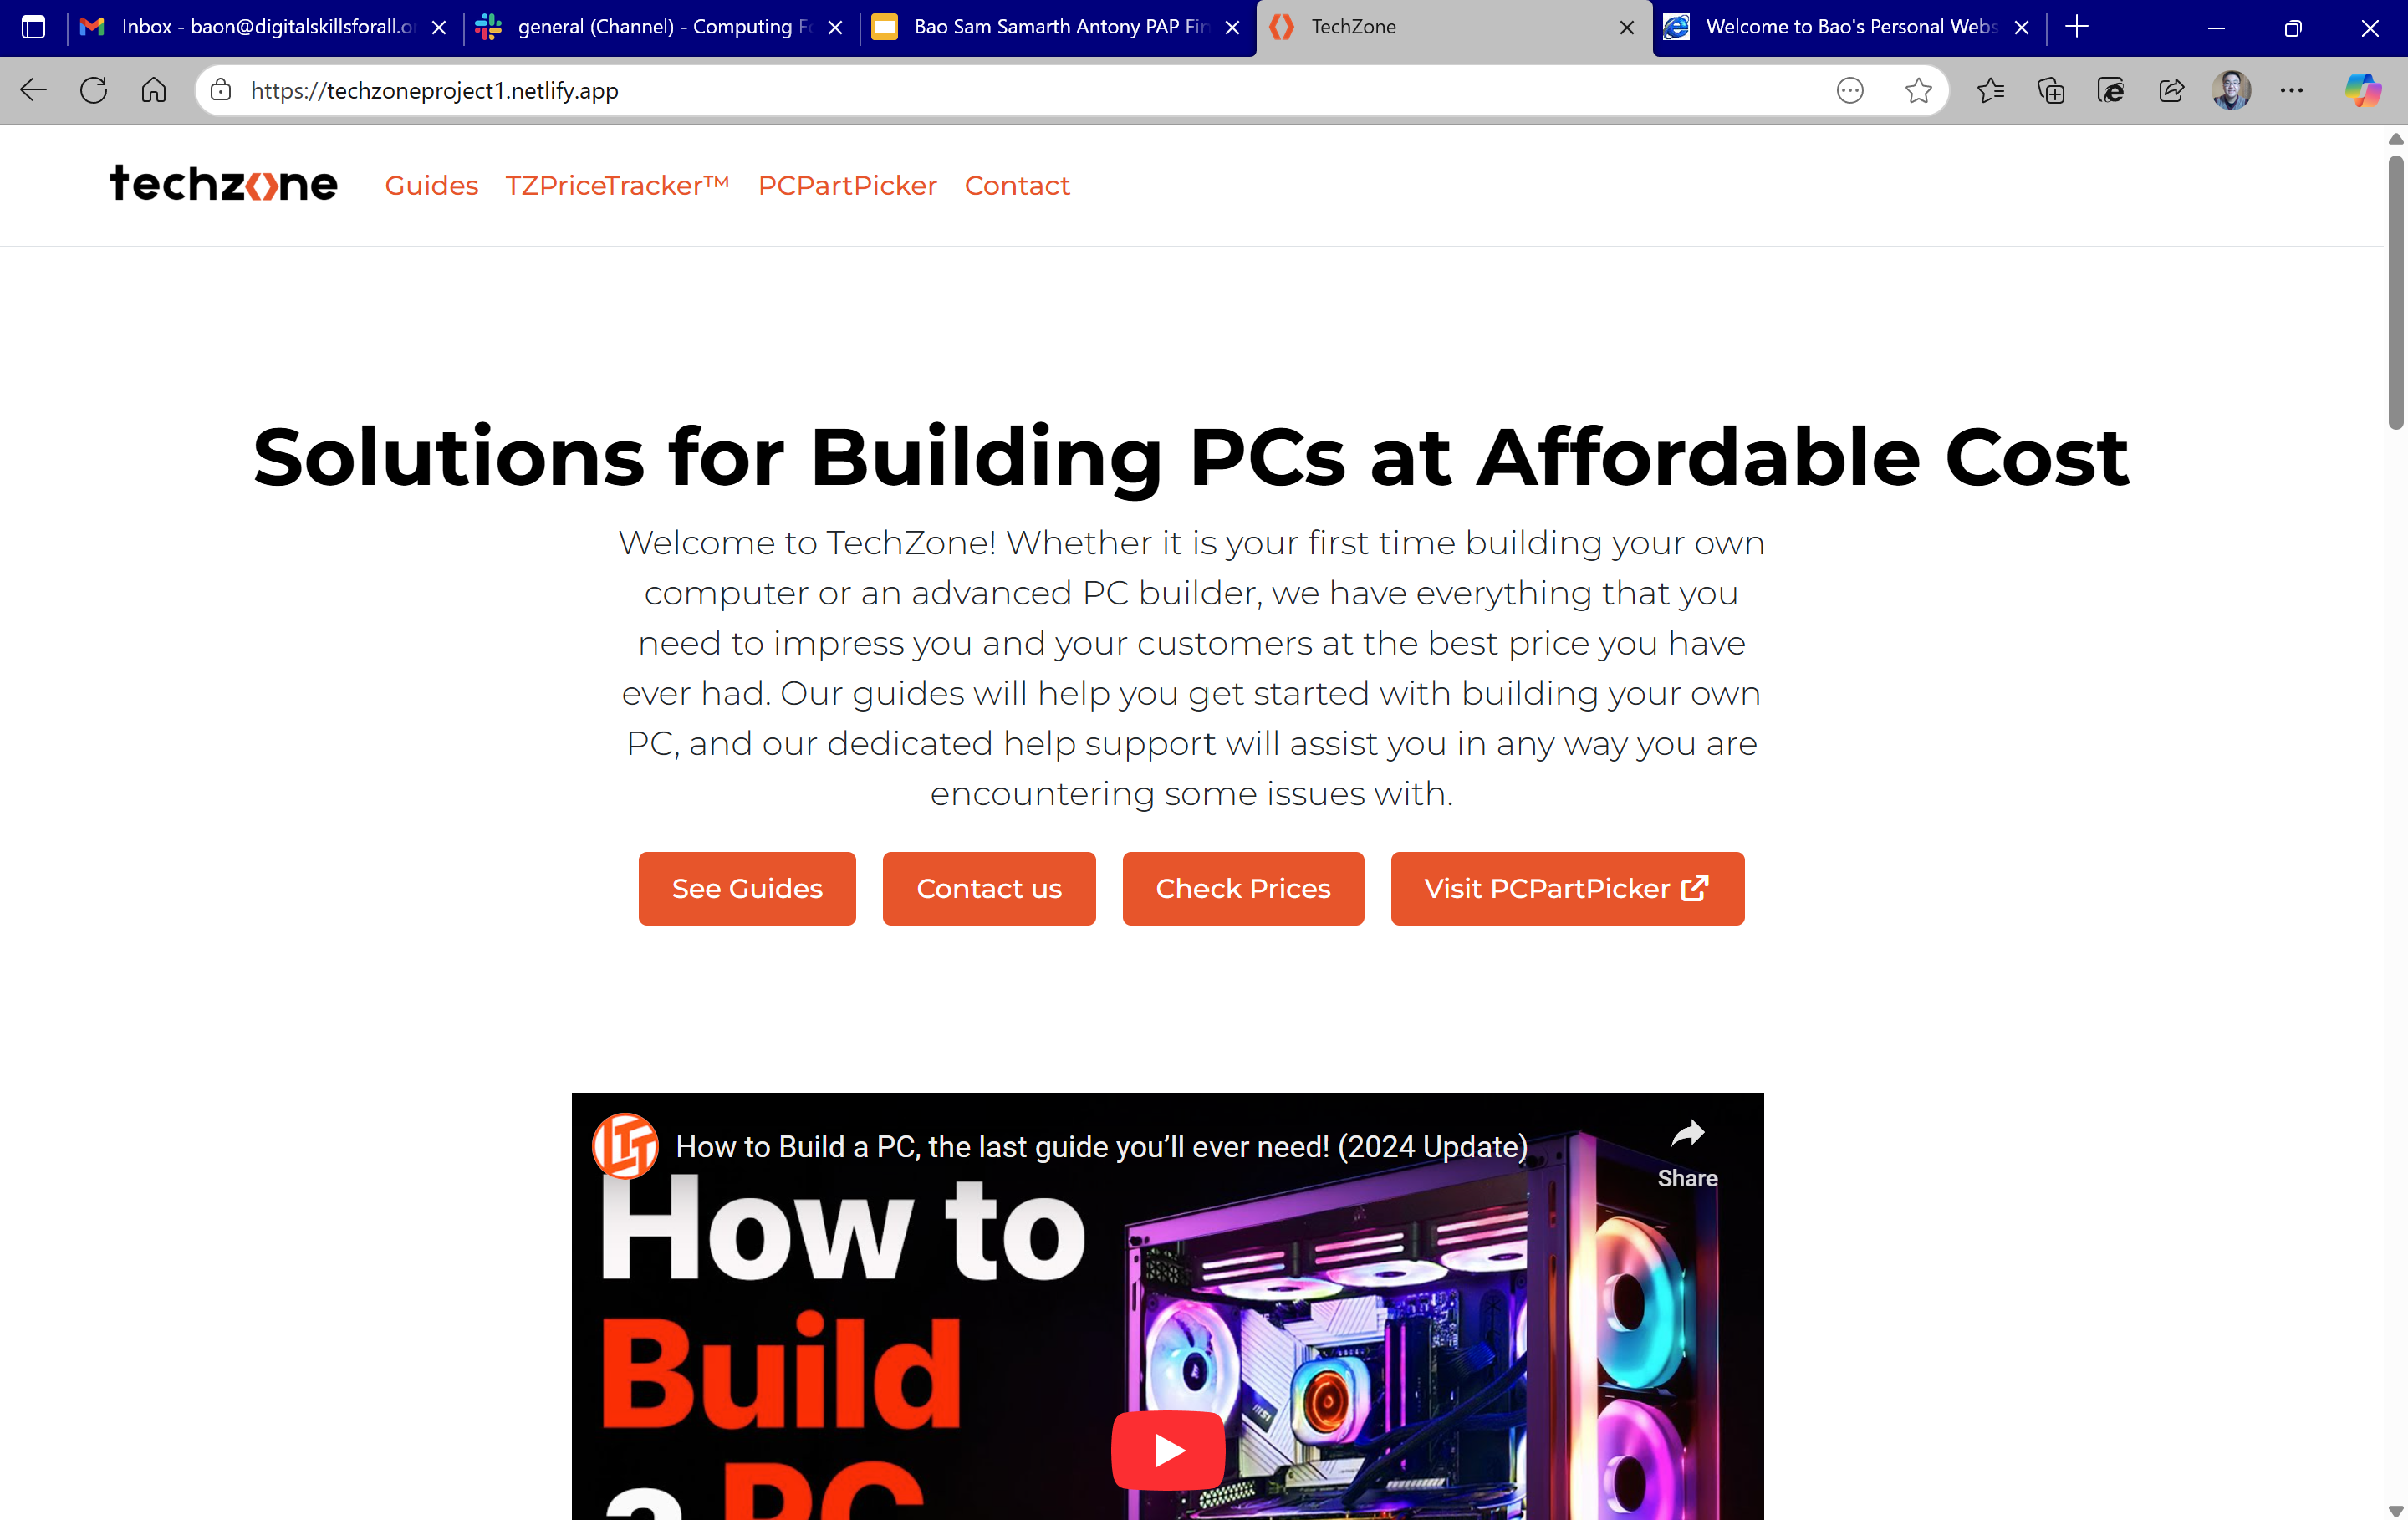 Inbox - baon@digitalskillsforall.o
general (Channel) - Computing F
Bao Sam Samarth Antony PAP Fin
TechZone
Welcome to Bao's Personal Webs
https://techzoneproject1.netlify.app
techzone
Guides TZPriceTracker™ PCPartPicker Contact
Solutions for Building PCs at Affordable Cost
Welcome to TechZone! Whether it is your first time building your own
computer or an advanced PC builder, we have everything that you
need to impress you and your customers at the best price you have
ever had. Our guides will help you get started with building your own
PC, and our dedicated help support will assist you in any way you are
encountering some issues with.
See Guides Contact us Check Prices Visit PCPartPicker
LTT
How to Build a PC, the last guide you’ll ever need! (2024 Update)
Share
How to
Build
a PC
msi